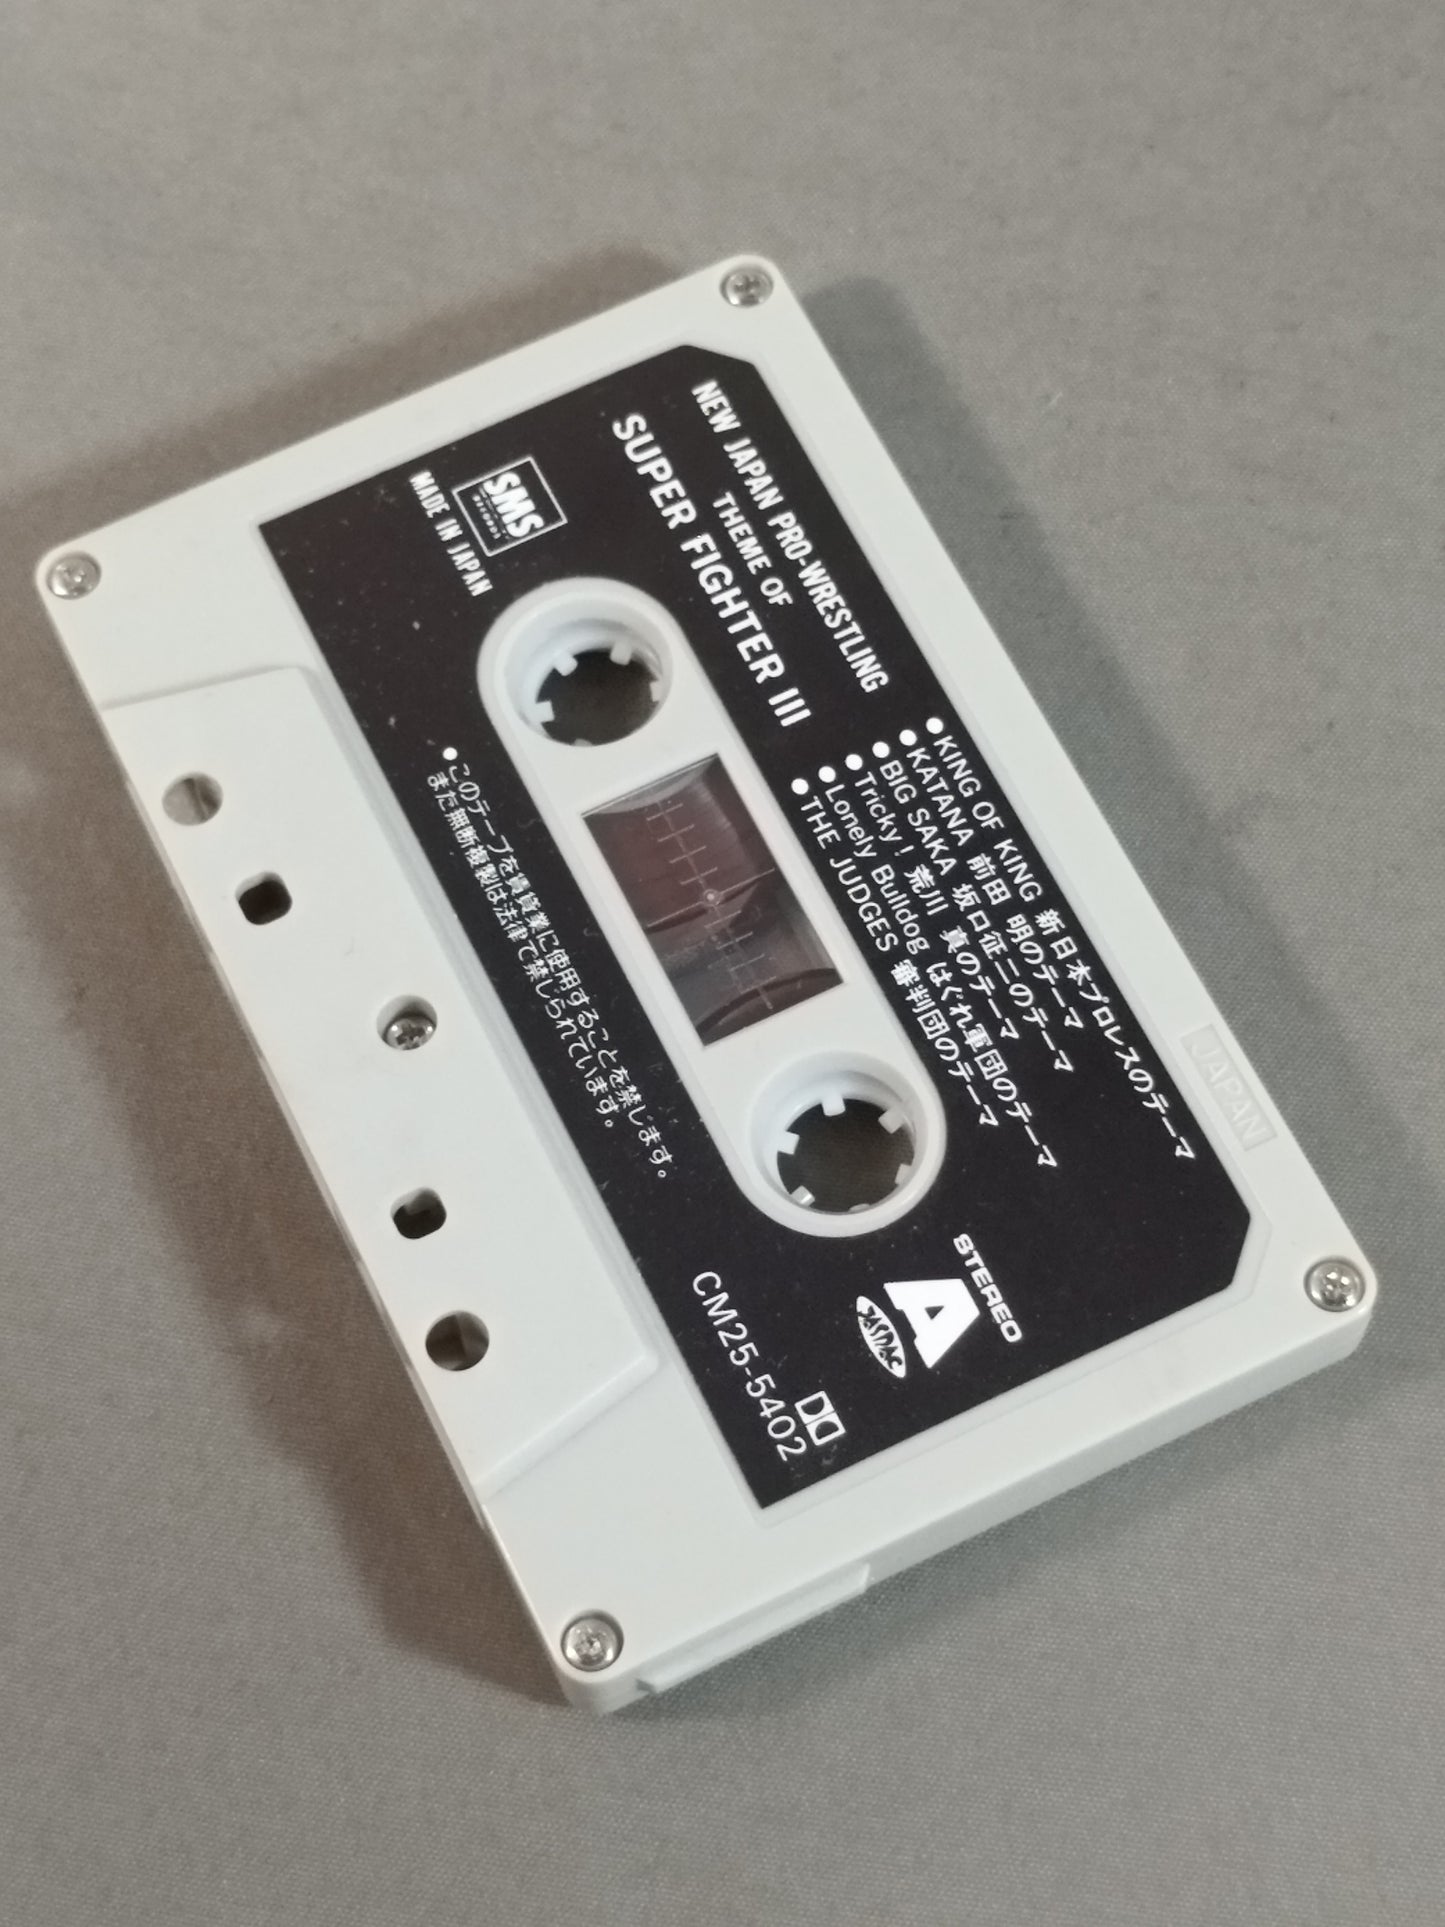 NEW JAPAN PRO-WRESTLING
THEME OF
SUPER FIGHTER III
SMS
RECORDS
MADE IN JAPAN
●KING OF KING 新日本プロレスのテーマ
●KATANA 前田 明のテーマ
●BIG SAKA 坂口征二のテーマ
●Tricky! 荒川 真のテーマ
●Lonely Bulldog はぐれ軍団のテーマ
●THE JUDGES 審判団のテーマ
STEREO
A
●このテープを賃貸業に使用することを禁じます。
また無断複製は法律で禁じられています。
CM25-5402
JAPAN